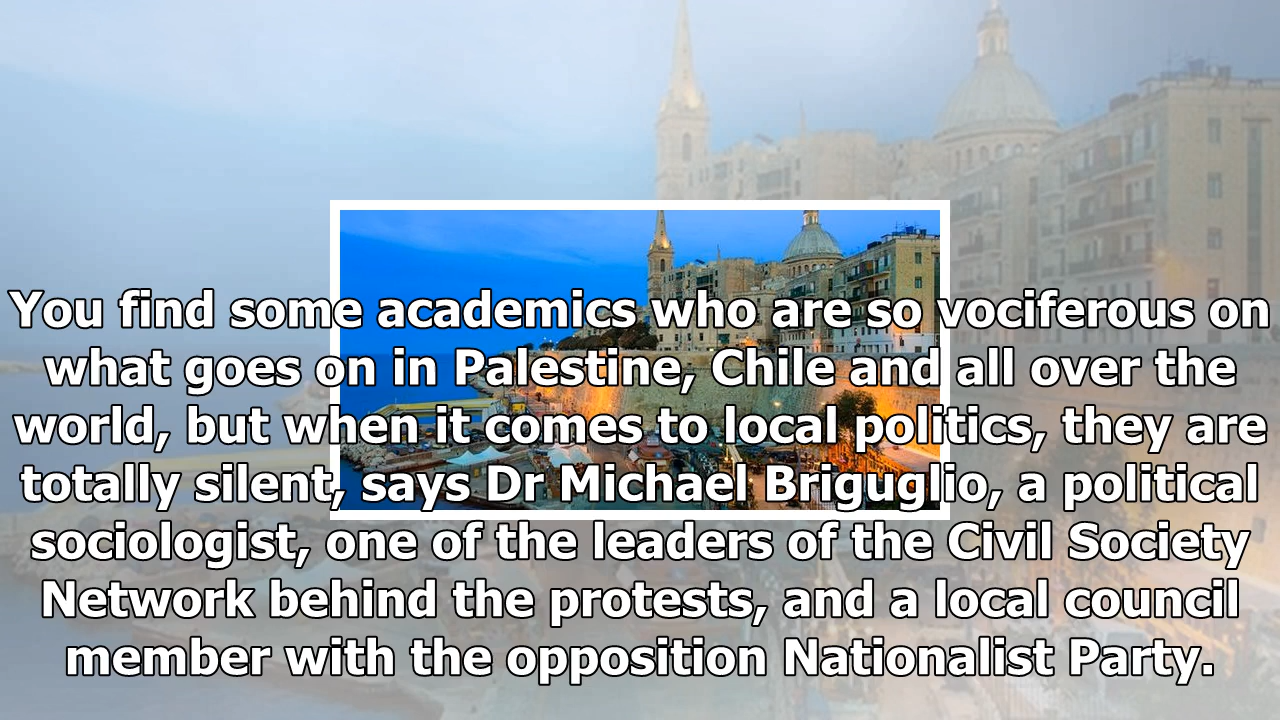 You find some academics who are so vociferous on
what goes on in Palestine, Chile and all over the
world, but when it comes to local politics, they are
totally silent, says Dr Michael Briguglio, a political
sociologist, one of the leaders of the Civil Society
Network behind the protests, and a local council
member with the opposition Nationalist Party.